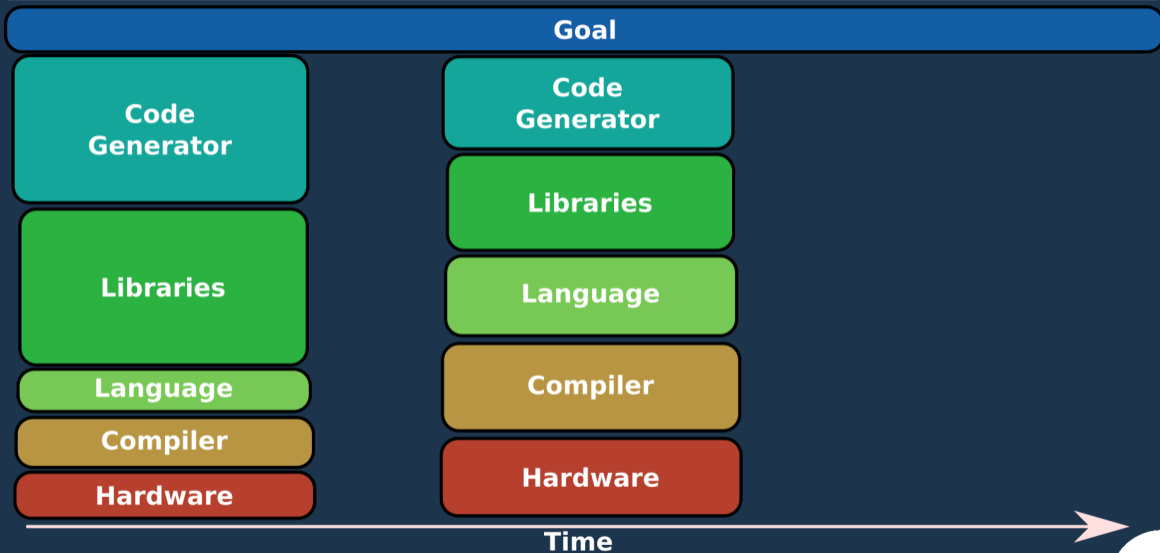 Goal
Code
Generator
Libraries
Language
Compiler
Hardware
Code
Generator
Libraries
Language
Compiler
Hardware
Time